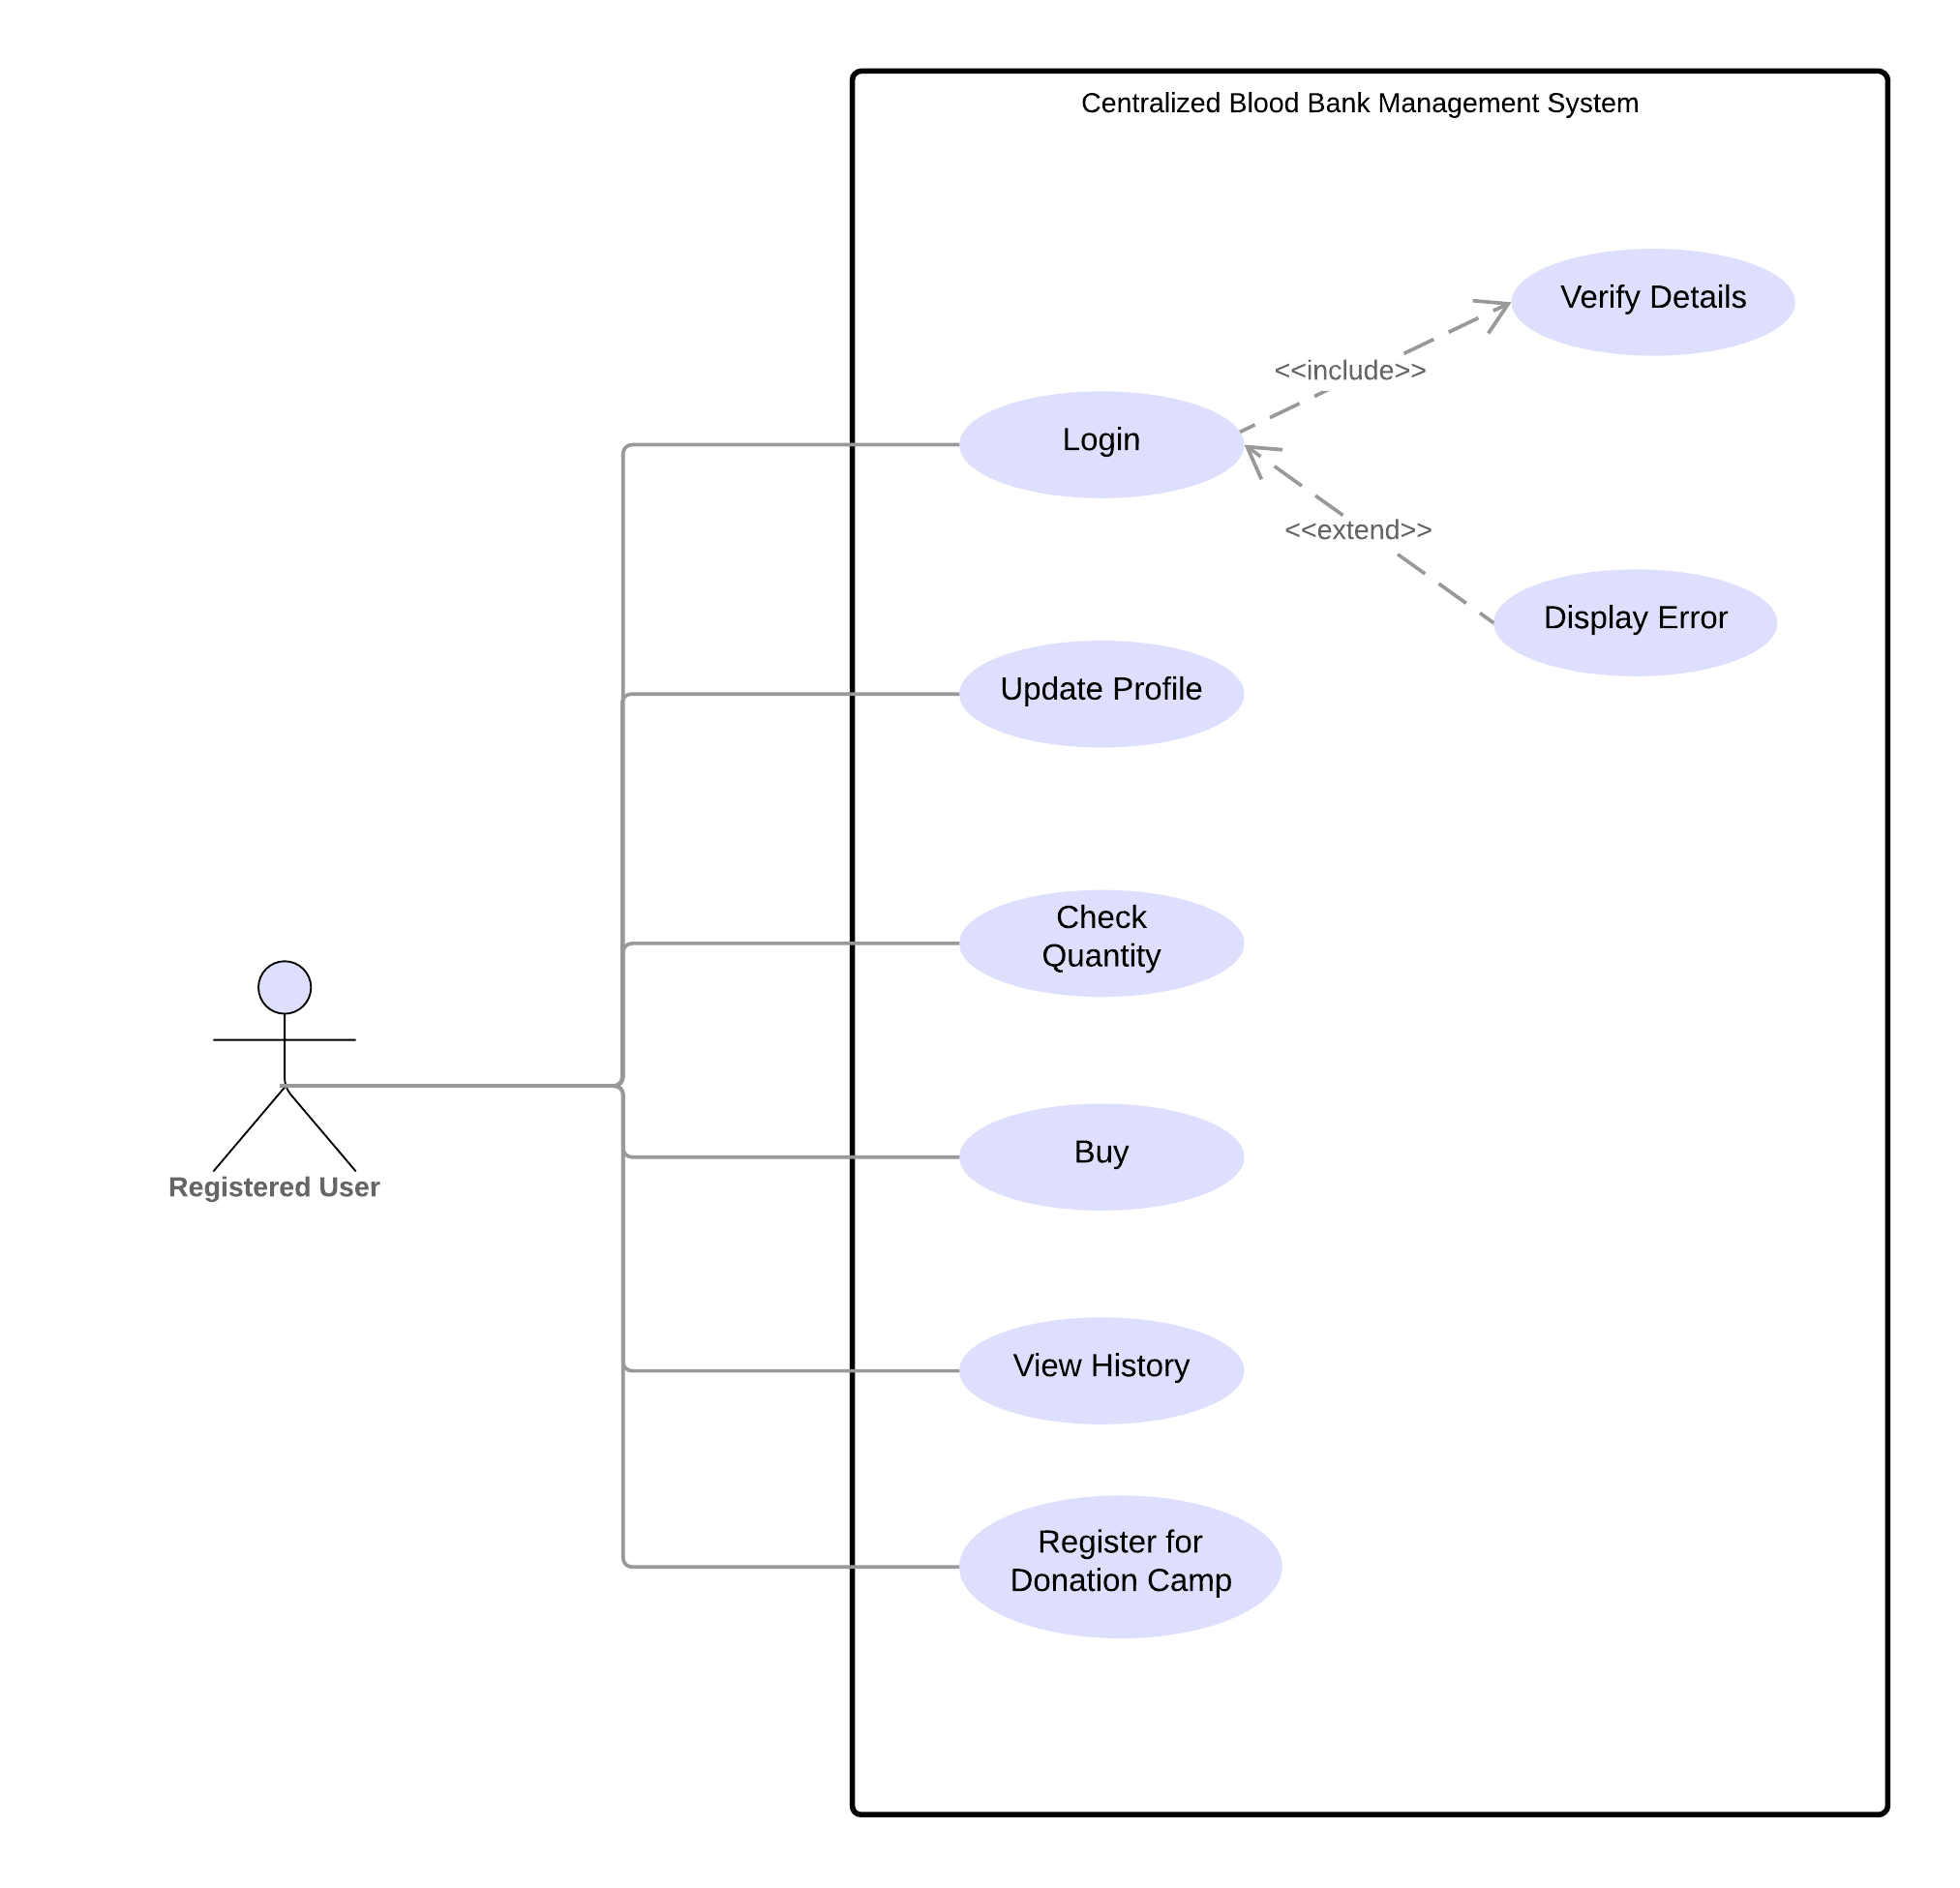 Centralized Blood Bank Management System
Verify Details
<<include>>
Login
<<extend>>
Display Error
Update Profile
Check
Quantity
Buy
Registered User
View History
Register for
Donation Camp